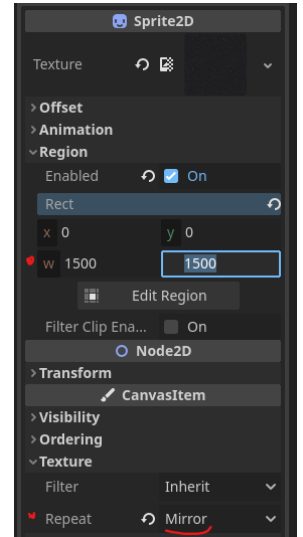 Sprite2D
Texture
Offset
Animation
Region
Enabled On
Rect
x 0 y 0
w 1500 1500
Edit Region
Filter Clip Ena... On
Node2D
Transform
CanvasItem
Visibility
Ordering
Texture
Filter Inherit
Repeat Mirror